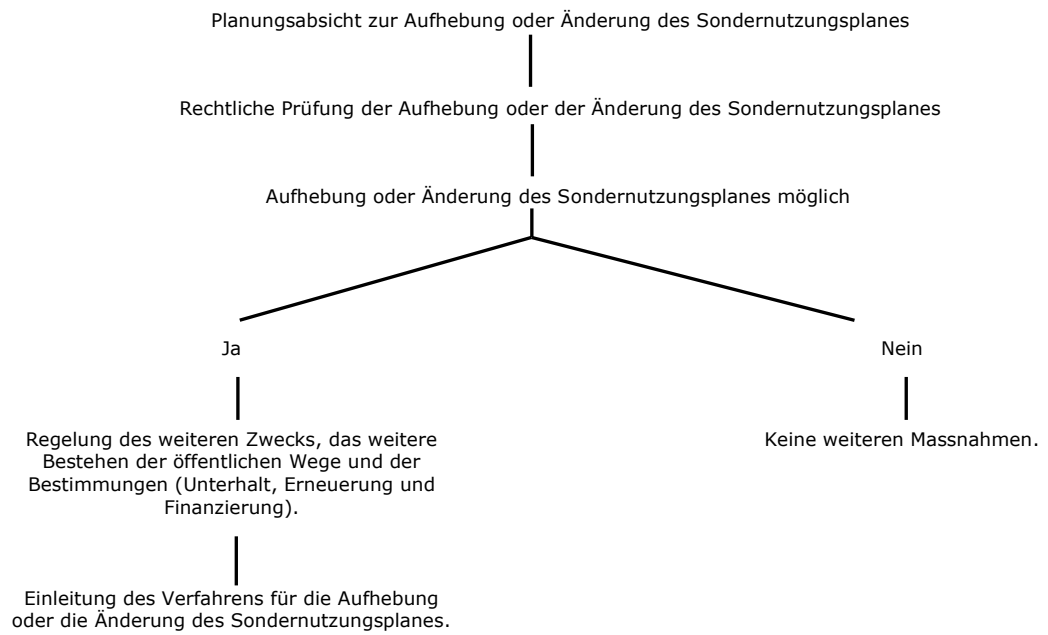 Planungsabsicht zur Aufhebung oder Änderung des Sondernutzungsplanes
Rechtliche Prüfung der Aufhebung oder der Änderung des Sondernutzungsplanes
Aufhebung oder Änderung des Sondernutzungsplanes möglich
Ja
Nein
Regelung des weiteren Zwecks, das weitere
Bestehen der öffentlichen Wege und der
Bestimmungen (Unterhalt, Erneuerung und
Finanzierung).
Keine weiteren Massnahmen.
Einleitung des Verfahrens für die Aufhebung
oder die Änderung des Sondernutzungsplanes.